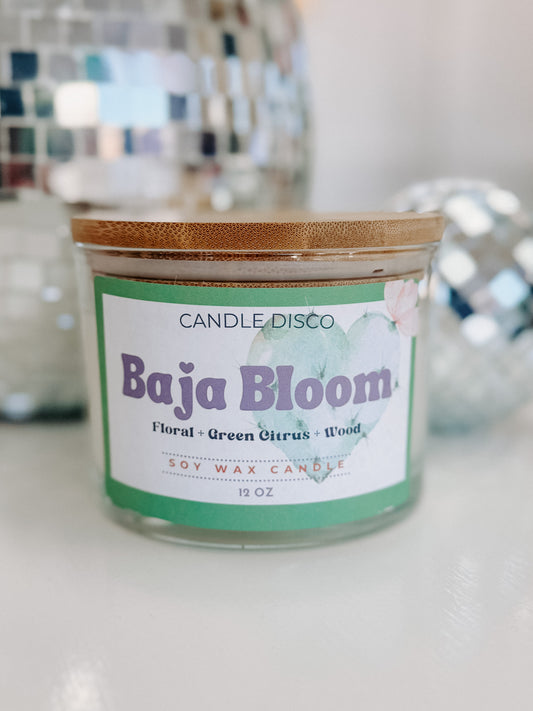 CANDLE DISCO
Baja Bloom
Floral + Green Citrus + Wood
SOY WAX CANDLE
12 OZ